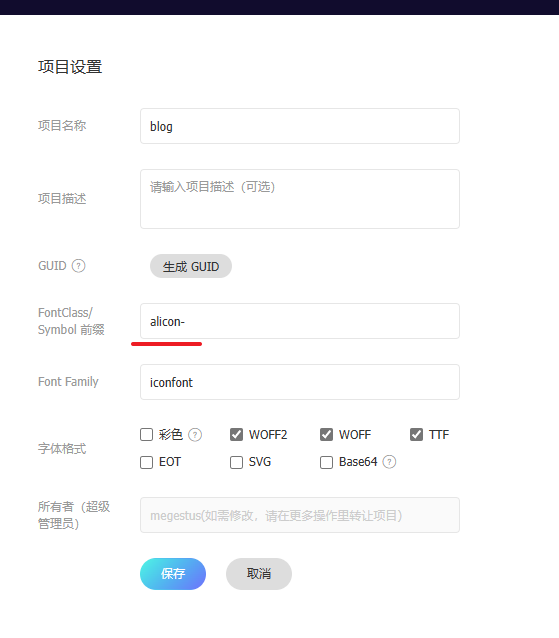 项目设置
项目名称
blog
项目描述
请输入项目描述（可选）
GUID ?
生成 GUID
FontClass/
Symbol 前缀
alicon-
Font Family
iconfont
字体格式
彩色 ? WOFF2 WOFF TTF
EOT SVG Base64 ?
所有者（超级
管理员）
megestus(如需修改，请在更多操作里转让项目)
保存 取消